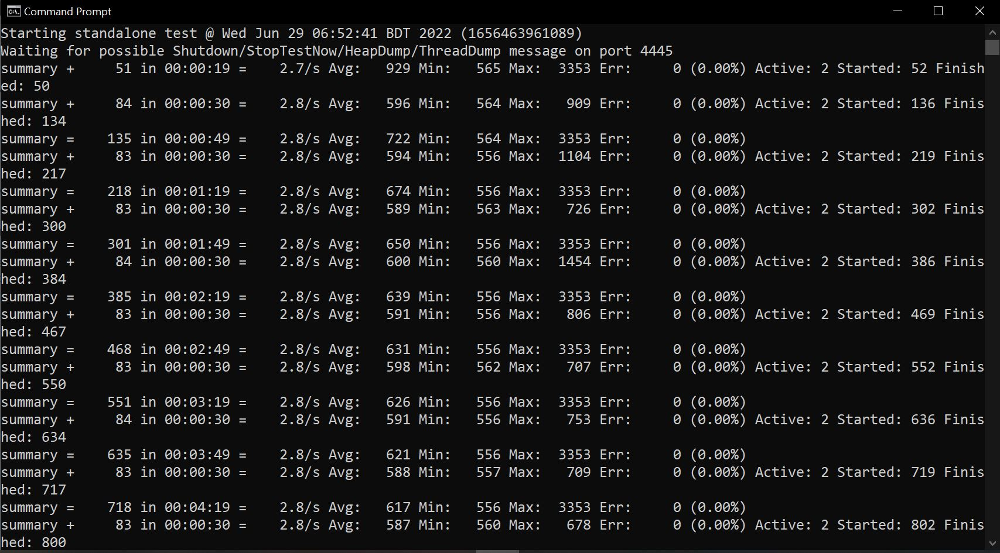 Command Prompt
Starting standalone test @ Wed Jun 29 06:52:41 BDT 2022 (1656463961089)
Waiting for possible Shutdown/StopTestNow/HeapDump/ThreadDump message on port 4445
summary +     51 in 00:00:19 =    2.7/s Avg:   929 Min:   565 Max:  3353 Err:     0 (0.00%) Active: 2 Started: 52 Finish
ed: 50
summary +     84 in 00:00:30 =    2.8/s Avg:   596 Min:   564 Max:   909 Err:     0 (0.00%) Active: 2 Started: 136 Finis
hed: 134
summary =    135 in 00:00:49 =    2.8/s Avg:   722 Min:   564 Max:  3353 Err:     0 (0.00%)
summary +     83 in 00:00:30 =    2.8/s Avg:   594 Min:   556 Max:  1104 Err:     0 (0.00%) Active: 2 Started: 219 Finis
hed: 217
summary =    218 in 00:01:19 =    2.8/s Avg:   674 Min:   556 Max:  3353 Err:     0 (0.00%)
summary +     83 in 00:00:30 =    2.8/s Avg:   589 Min:   563 Max:   726 Err:     0 (0.00%) Active: 2 Started: 302 Finis
hed: 300
summary =    301 in 00:01:49 =    2.8/s Avg:   650 Min:   556 Max:  3353 Err:     0 (0.00%)
summary +     84 in 00:00:30 =    2.8/s Avg:   600 Min:   560 Max:  1454 Err:     0 (0.00%) Active: 2 Started: 386 Finis
hed: 384
summary =    385 in 00:02:19 =    2.8/s Avg:   639 Min:   556 Max:  3353 Err:     0 (0.00%)
summary +     83 in 00:00:30 =    2.8/s Avg:   591 Min:   556 Max:   806 Err:     0 (0.00%) Active: 2 Started: 469 Finis
hed: 467
summary =    468 in 00:02:49 =    2.8/s Avg:   631 Min:   556 Max:  3353 Err:     0 (0.00%)
summary +     83 in 00:00:30 =    2.8/s Avg:   598 Min:   562 Max:   707 Err:     0 (0.00%) Active: 2 Started: 552 Finis
hed: 550
summary =    551 in 00:03:19 =    2.8/s Avg:   626 Min:   556 Max:  3353 Err:     0 (0.00%)
summary +     84 in 00:00:30 =    2.8/s Avg:   591 Min:   556 Max:   753 Err:     0 (0.00%) Active: 2 Started: 636 Finis
hed: 634
summary =    635 in 00:03:49 =    2.8/s Avg:   621 Min:   556 Max:  3353 Err:     0 (0.00%)
summary +     83 in 00:00:30 =    2.8/s Avg:   588 Min:   557 Max:   709 Err:     0 (0.00%) Active: 2 Started: 719 Finis
hed: 717
summary =    718 in 00:04:19 =    2.8/s Avg:   617 Min:   556 Max:  3353 Err:     0 (0.00%)
summary +     83 in 00:00:30 =    2.8/s Avg:   587 Min:   560 Max:   678 Err:     0 (0.00%) Active: 2 Started: 802 Finis
hed: 800